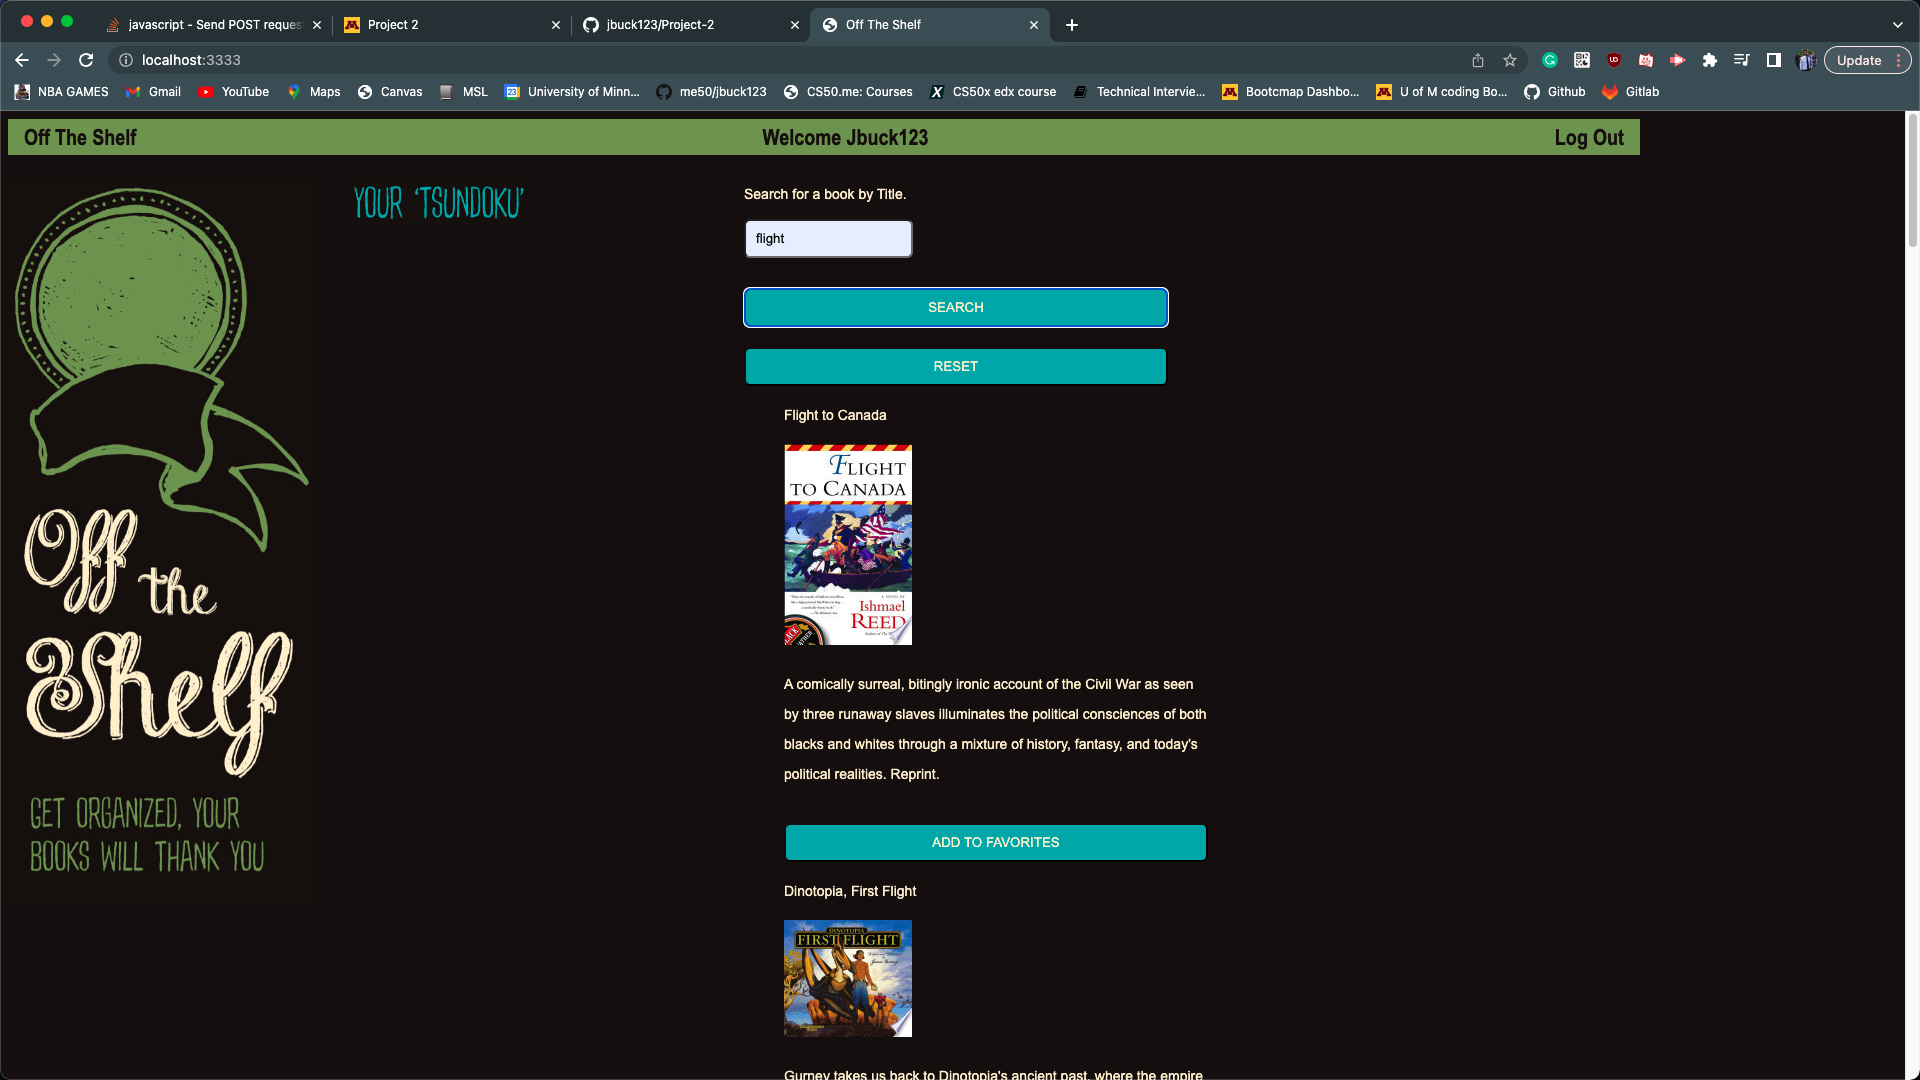 javascript - Send POST reques
Project 2
jbuck123/Project-2
Off The Shelf
localhost:3333
Update
NBA GAMES
Gmail
YouTube
Maps
Canvas
MSL
23
University of Minn...
me50/jbuck123
CS50.me: Courses
CS50x edx course
Technical Intervie...
Bootcmap Dashbo...
U of M coding Bo...
Github
Gitlab
Off The Shelf
Welcome Jbuck123
Log Out
Off
the
Shelf
GET ORGANIZED, YOUR
BOOKS WILL THANK YOU
YOUR ‘TSUNDOKU’
Search for a book by Title.
flight
SEARCH
RESET
Flight to Canada
FLIGHT
TO CANADA
A NOVEL BY
Ishmael
REED
A comically surreal, bitingly ironic account of the Civil War as seen
by three runaway slaves illuminates the political consciences of both
blacks and whites through a mixture of history, fantasy, and today's
political realities. Reprint.
ADD TO FAVORITES
Dinotopia, First Flight
DINOTOPIA
FIRST FLIGHT
Gurney takes us back to Dinotopia's ancient past, where the empire